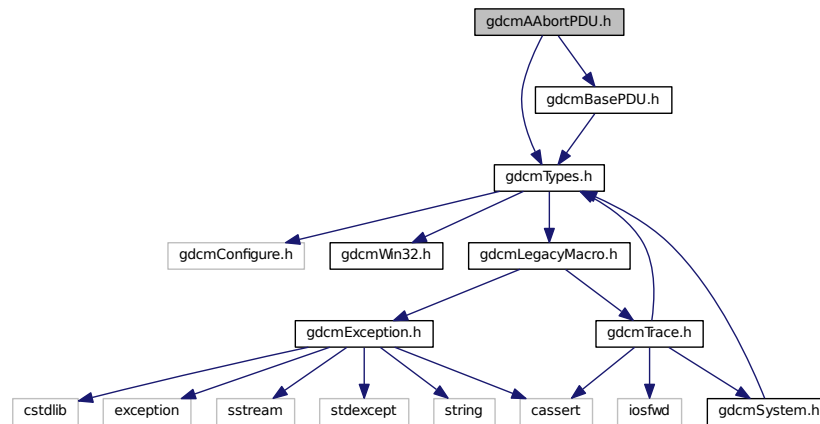 gdcmAAbortPDU.h
gdcmBasePDU.h
gdcmTypes.h
gdcmConfigure.h
gdcmWin32.h
gdcmLegacyMacro.h
gdcmException.h
gdcmTrace.h
cstdlib
exception
sstream
stdexcept
string
cassert
iosfwd
gdcmSystem.h